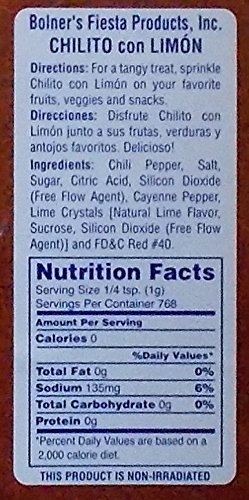 Bolner's Fiesta Products, Inc.
CHILITO con LIMÓN
Directions: For a tangy treat, sprinkle
Chilito con Limón on your favorite
fruits, veggies and snacks.
Direcciones: Disfrute Chilito con
Limón junto a sus frutas, verduras y
antojos favoritos. Delicioso!
Ingredients: Chili Pepper, Salt,
Sugar, Citric Acid, Silicon Dioxide
(Free Flow Agent), Cayenne Pepper,
Lime Crystals [Natural Lime Flavor,
Sucrose, Silicon Dioxide (Free Flow
Agent)] and FD&C Red #40.
Nutrition Facts
Serving Size 1/4 tsp. (1g)
Servings Per Container 768
Amount Per Serving
Calories 0
%Daily Values*
Total Fat 0g 0%
Sodium 135mg 6%
Total Carbohydrate 0g 0%
Protein 0g
*Percent Daily Values are based on a
2,000 calorie diet.
THIS PRODUCT IS NON-IRRADIATED